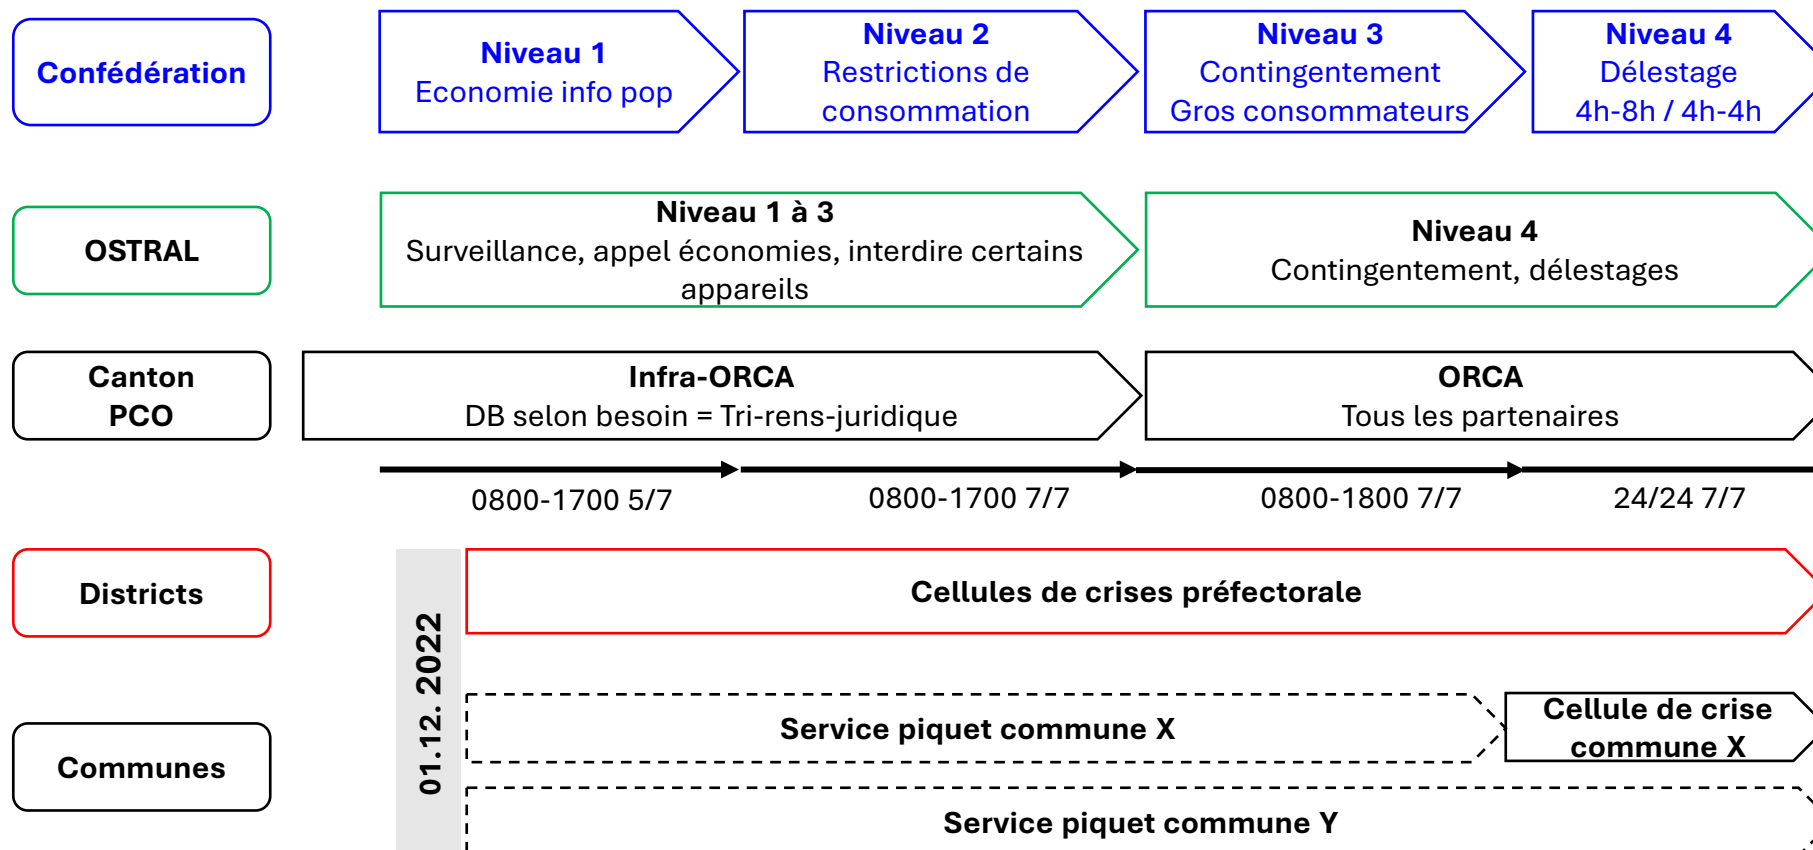 Confédération
Niveau 1
Economie info pop
Niveau 2
Restrictions de
consommation
Niveau 3
Contingentement
Gros consommateurs
Niveau 4
Délestage
4h-8h / 4h-4h
OSTRAL
Niveau 1 à 3
Surveillance, appel économies, interdire certains
appareils
Niveau 4
Contingentement, délestages
Canton
PCO
Infra-ORCA
DB selon besoin = Tri-rens-juridique
ORCA
Tous les partenaires
0800-1700 5/7
0800-1700 7/7
0800-1800 7/7
24/24 7/7
Districts
01.12. 2022
Cellules de crises préfectorale
Communes
Service piquet commune X
Cellule de crise
commune X
Service piquet commune Y